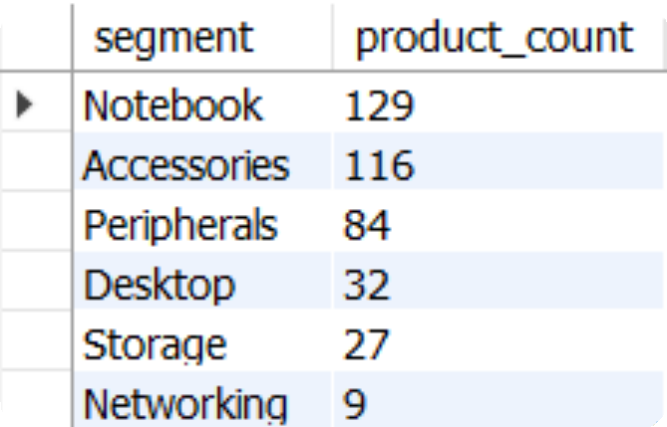 segment product_count
Notebook 129
Accessories 116
Peripherals 84
Desktop 32
Storage 27
Networking 9